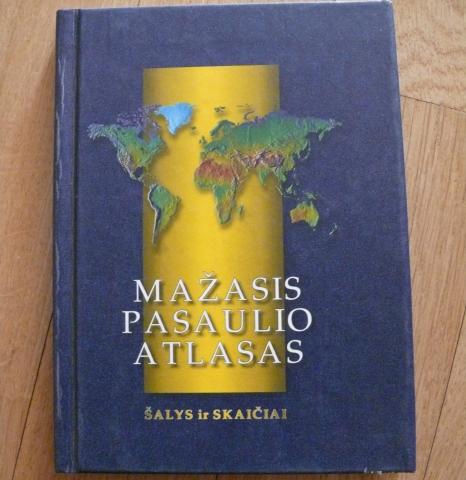 MAŽASIS
PASAULIO
ATLASAS
ŠALYS ir SKAIČIAI